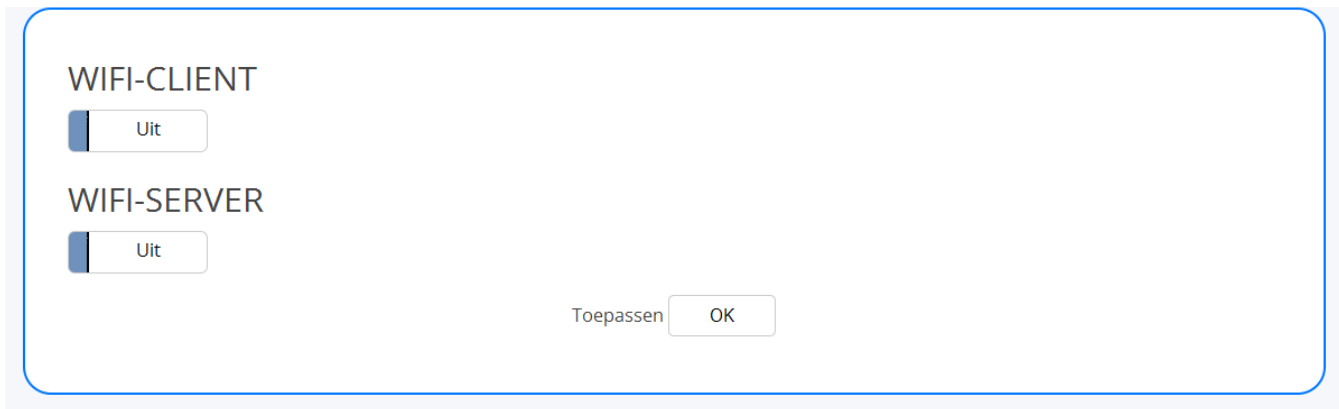 WIFI-CLIENT
Uit
WIFI-SERVER
Uit
Toepassen OK